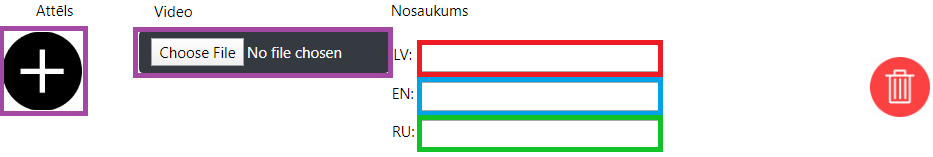 Attēls
Video
Nosaukums
Choose File No file chosen
LV:
EN:
RU: